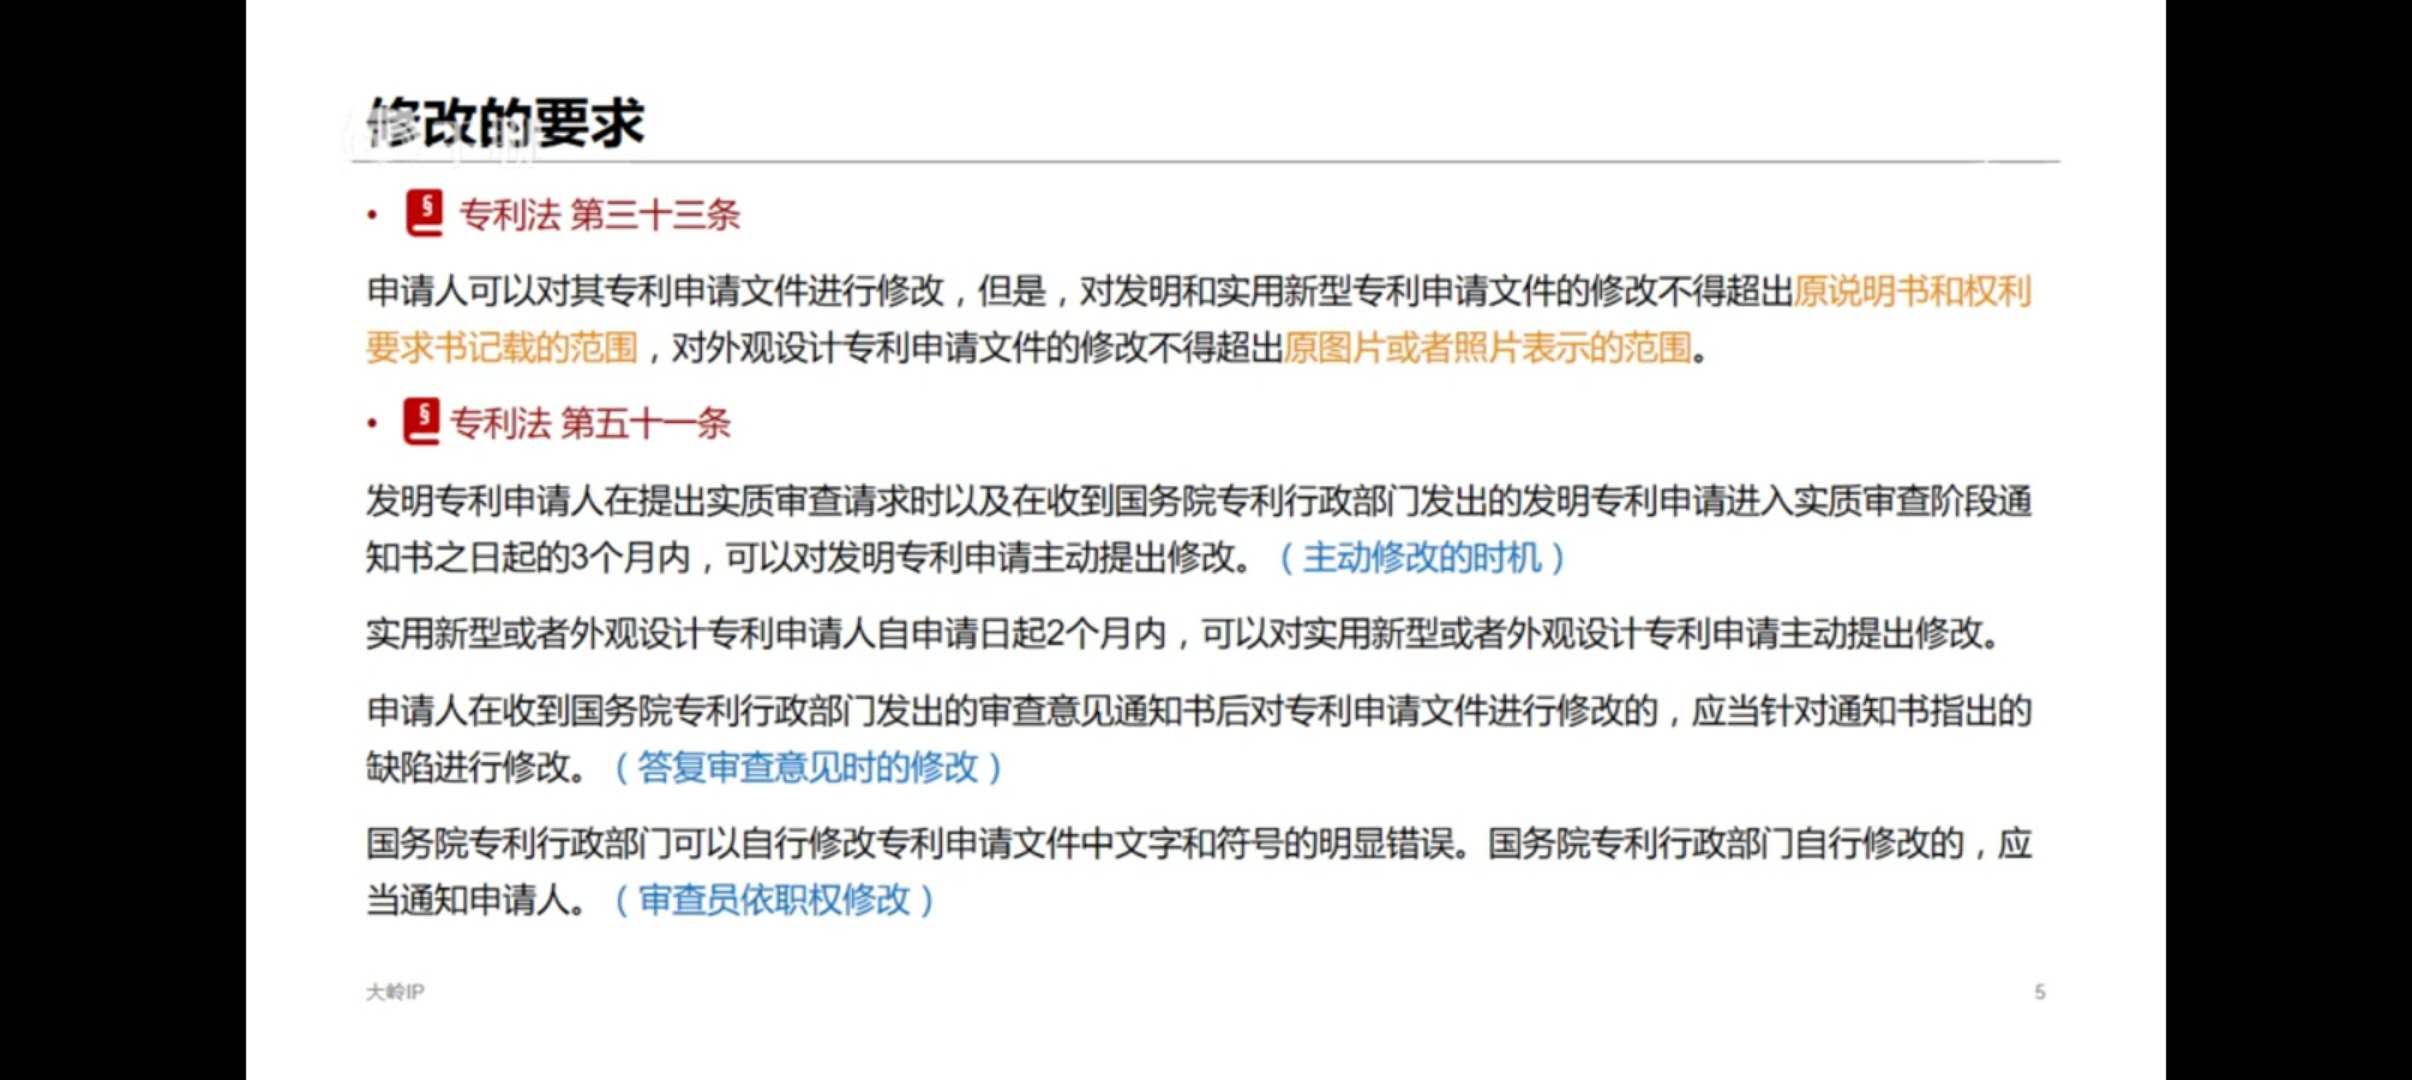 修改的要求
• § 专利法 第三十三条
申请人可以对其专利申请文件进行修改，但是，对发明和实用新型专利申请文件的修改不得超出原说明书和权利
要求书记载的范围，对外观设计专利申请文件的修改不得超出原图片或者照片表示的范围。
• § 专利法 第五十一条
发明专利申请人在提出实质审查请求时以及在收到国务院专利行政部门发出的发明专利申请进入实质审查阶段通
知书之日起的3个月内，可以对发明专利申请主动提出修改。（主动修改的时机）
实用新型或者外观设计专利申请人自申请日起2个月内，可以对实用新型或者外观设计专利申请主动提出修改。
申请人在收到国务院专利行政部门发出的审查意见通知书后对专利申请文件进行修改的，应当针对通知书指出的
缺陷进行修改。（答复审查意见时的修改）
国务院专利行政部门可以自行修改专利申请文件中文字和符号的明显错误。国务院专利行政部门自行修改的，应
当通知申请人。（审查员依职权修改）
大岭IP
5